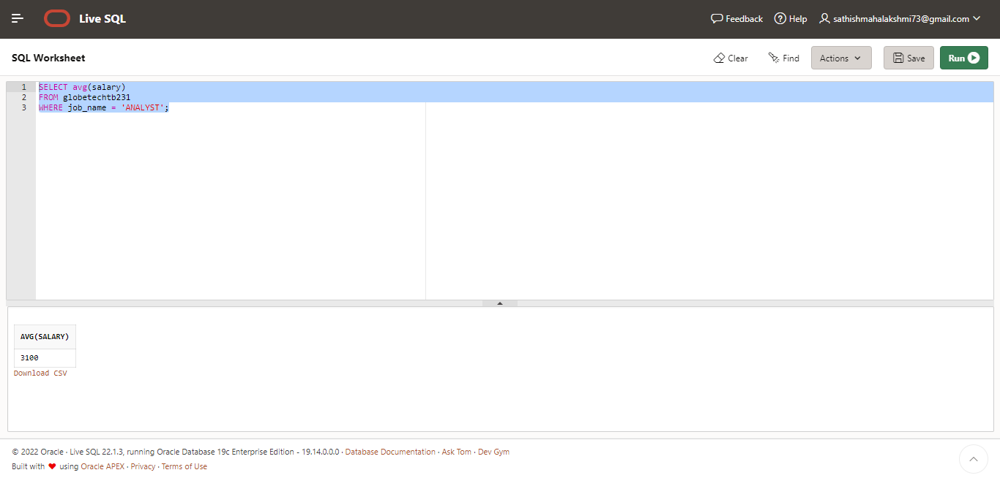 Live SQL
Feedback
Help
sathishmahalakshmi73@gmail.com
SQL Worksheet
Clear
Find
Actions
Save
Run
1 SELECT avg(salary)
2 FROM globetechtb231
3 WHERE job_name = 'ANALYST';
AVG(SALARY)
3100
Download CSV
© 2022 Oracle · Live SQL 22.1.3, running Oracle Database 19c Enterprise Edition - 19.14.0.0.0 · Database Documentation · Ask Tom · Dev Gym
Built with ❤ using Oracle APEX · Privacy · Terms of Use